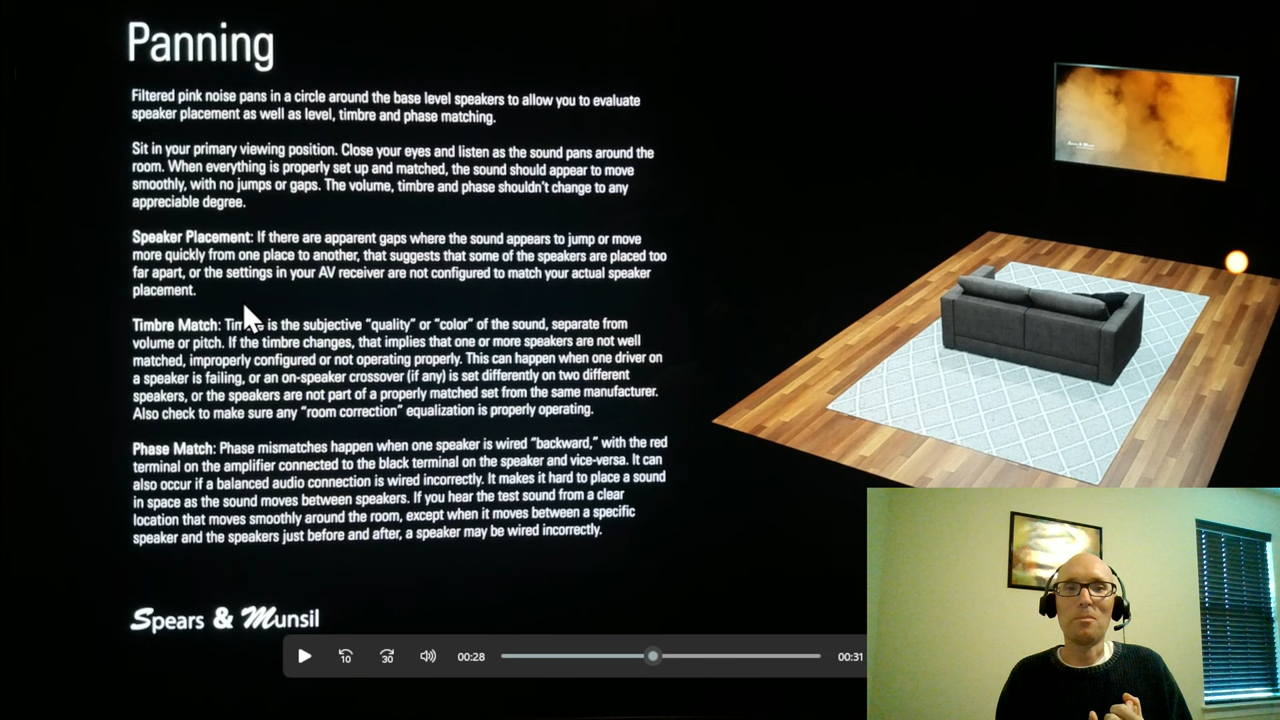 Panning
Filtered pink noise pans in a circle around the base level speakers to allow you to evaluate
speaker placement as well as level, timbre and phase matching.
Sit in your primary viewing position. Close your eyes and listen as the sound pans around the
room. When everything is properly set up and matched, the sound should appear to move
smoothly, with no jumps or gaps. The volume, timbre and phase shouldn't change to any
appreciable degree.
Speaker Placement: If there are apparent gaps where the sound appears to jump or move
more quickly from one place to another, that suggests that some of the speakers are placed too
far apart, or the settings in your AV receiver are not configured to match your actual speaker
placement.
Timbre Match: is the subjective "quality" or "color" of the sound, separate from
volume or pitch. If the timbre changes, that implies that one or more speakers are not well
matched, improperly configured or not operating properly. This can happen when one driver on
a speaker is failing, or an on-speaker crossover (if any) is set differently on two different
speakers, or the speakers are not part of a properly matched set from the same manufacturer.
Also check to make sure any "room correction" equalization is properly operating.
Phase Match: Phase mismatches happen when one speaker is wired "backward," with the red
terminal on the amplifier connected to the black terminal on the speaker and vice-versa. It can
also occur if a balanced audio connection is wired incorrectly. It makes it hard to place a sound
in space as the sound moves between speakers. If you hear the test sound from a clear
location that moves smoothly around the room, except when it moves between a specific
speaker and the speakers just before and after, a speaker may be wired incorrectly.
Spears & Munsil
10
30
00:28
00:31